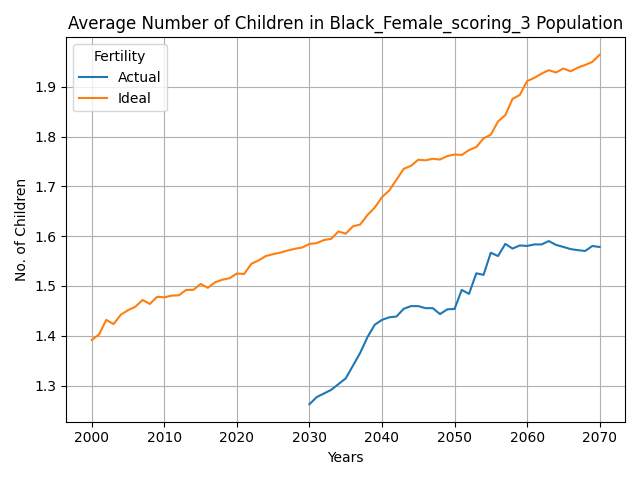 Average Number of Children in Black_Female_scoring_3 Population
Fertility
Actual
Ideal
No. of Children
1.9
1.8
1.7
1.6
1.5
1.4
1.3
2000 2010 2020 2030 2040 2050 2060 2070
Years